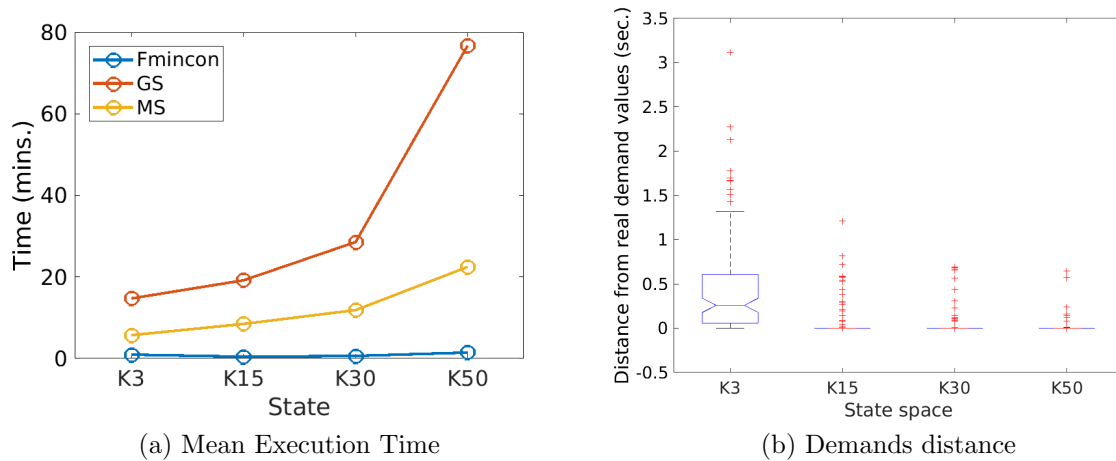 80
60
40
20
0
Time (mins.)
Fmincon
GS
MS
K3 K15 K30 K50
State
(a) Mean Execution Time
3.5
3
2.5
2
1.5
1
0.5
0
-0.5
Distance from real demand values (sec.)
K3 K15 K30 K50
State space
(b) Demands distance